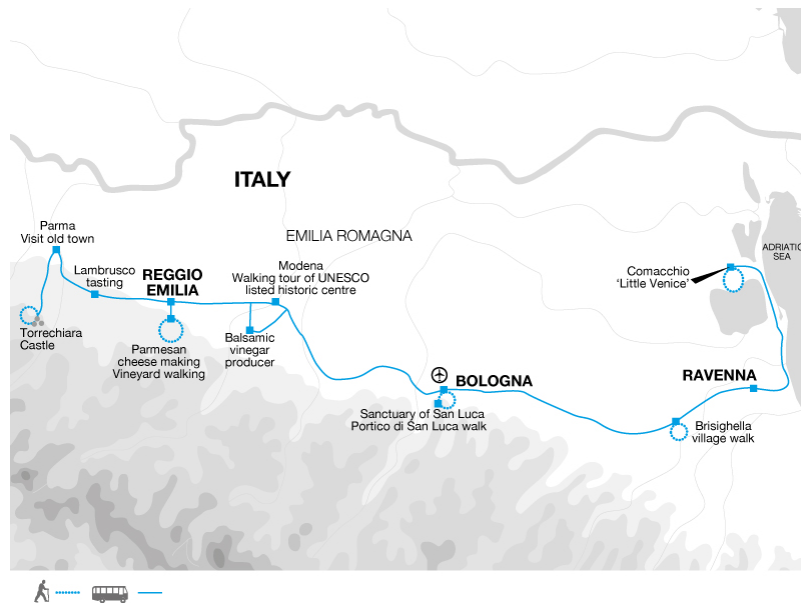 ITALY
Parma
Visit old town
EMILIA ROMAGNA
ADRIATIC
SEA
Lambrusco
tasting
REGGIO
EMILIA
Modena
Walking tour of UNESCO
listed historic centre
Comacchio
‘Little Venice’
Torrechiara
Castle
Parmesan
cheese making
Vineyard walking
Balsamic
vinegar
producer
BOLOGNA
RAVENNA
Sanctuary of San Luca
Portico di San Luca walk
Brisighella
village walk